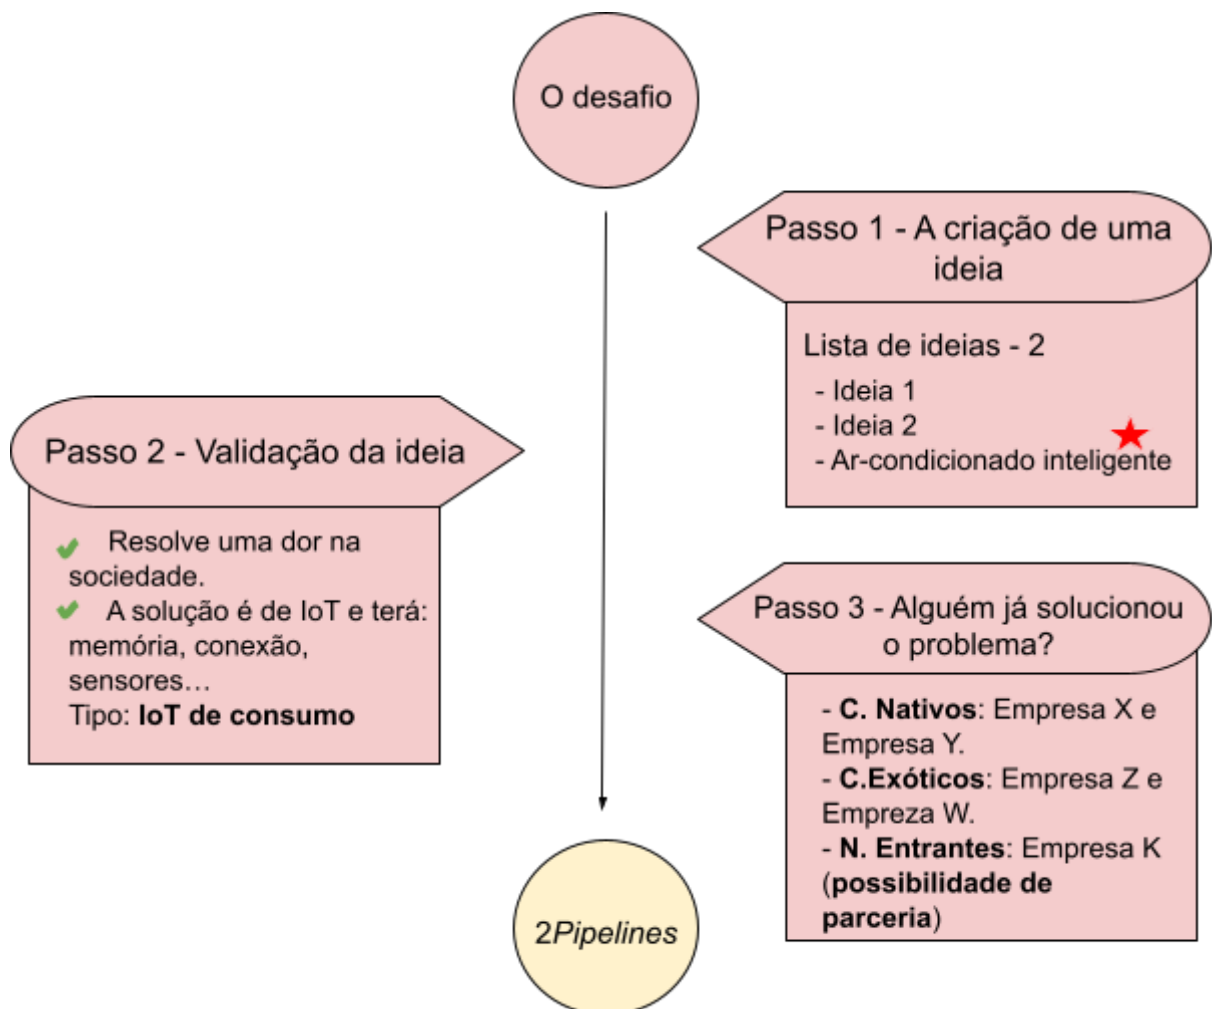 O desafio
Passo 1 - A criação de uma
ideia
Lista de ideias - 2
- Ideia 1
- Ideia 2
- Ar-condicionado inteligente
Passo 2 - Validação da ideia
Resolve uma dor na
sociedade.
A solução é de IoT e terá:
memória, conexão,
sensores…
Tipo: IoT de consumo
Passo 3 - Alguém já solucionou
o problema?
- C. Nativos: Empresa X e
Empresa Y.
- C.Exóticos: Empresa Z e
Empreza W.
- N. Entrantes: Empresa K
(possibilidade de
parceria)
2Pipelines